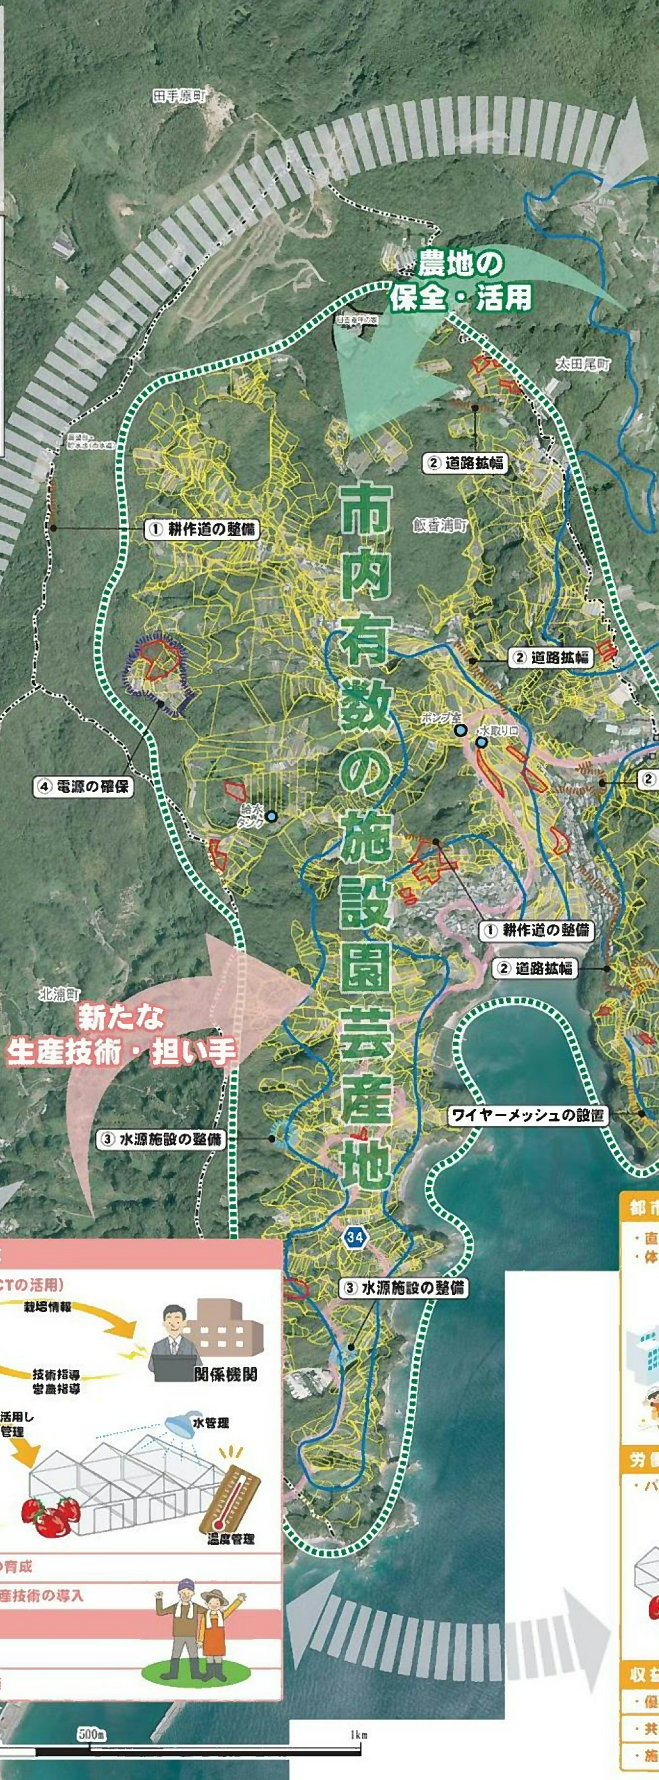 田手原町
農地の
保全・活用
太田尾町
② 道路拡幅
① 耕作道の整備
飯香浦町
市内有数の施設園芸産地
② 道路拡幅
ポンプ室
水取り口
④ 電源の確保
②
給水
タンク
① 耕作道の整備
② 道路拡幅
北浦町
新たな
生産技術・担い手
ワイヤーメッシュの設置
③ 水源施設の整備
34
③ 水源施設の整備
CTの活用)
栽培情報
関係機関
技術指導
営農指導
活用し
管理
水管理
温度管理
の育成
産技術の導入
都市
・直
・体
労働
・パ
収益
・優
・共
・施
500m
1km